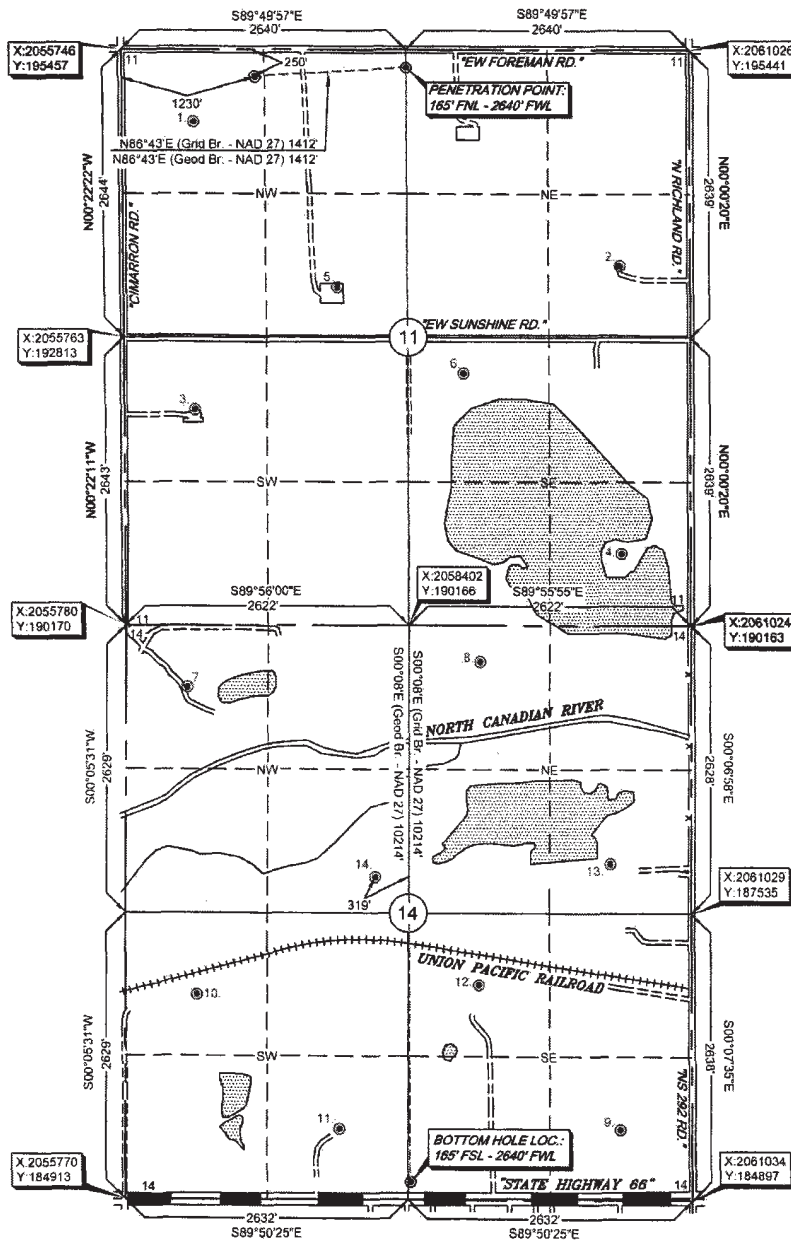 S89°49'57"E
2640'
S89°49'57"E
2640'
X:2055746
Y:195457
X:2061026
Y:195441
11
250'
"EW FOREMAN RD."
11
1230'
PENETRATION POINT:
165' FNL - 2640' FWL
1.
N86°43'E (Grid Br. - NAD 27) 1412'
N86°43'E (Geod Br. - NAD 27) 1412'
N00°22'22"W
2644'
"CIMARRON RD."
NW
NE
"N RICHLAND RD."
N00°00'20"E
2639'
2.
5.
"EW SUNSHINE RD."
11
X:2055763
Y:192813
6.
3.
N00°22'11"W
2643'
SW
SE
N00°00'20"E
2639'
4.
X:2058402
Y:190166
S89°56'00"E
2622'
S89°55'55"E
2622'
X:2055780
Y:190170
11
14
11
14
X:2061024
Y:190163
7
8.
S00°08'E (Grid Br. - NAD 27) 10214'
S00°08'E (Geod Br. - NAD 27) 10214'
NORTH CANADIAN RIVER
S00°05'31"W
2629'
NW
NE
S00°06'58"E
2628'
14.
319'
13.
X:2061029
Y:187535
14
UNION PACIFIC RAILROAD
10.
12.
S00°05'31"W
2629'
SW
SE
S00°07'35"E
2638'
"NS 292 RD."
11.
9.
BOTTOM HOLE LOC.:
165' FSL - 2640' FWL
X:2055770
Y:184913
14
"STATE HIGHWAY 66"
14
X:2061034
Y:184897
2632'
S89°50'25"E
2632'
S89°50'25"E